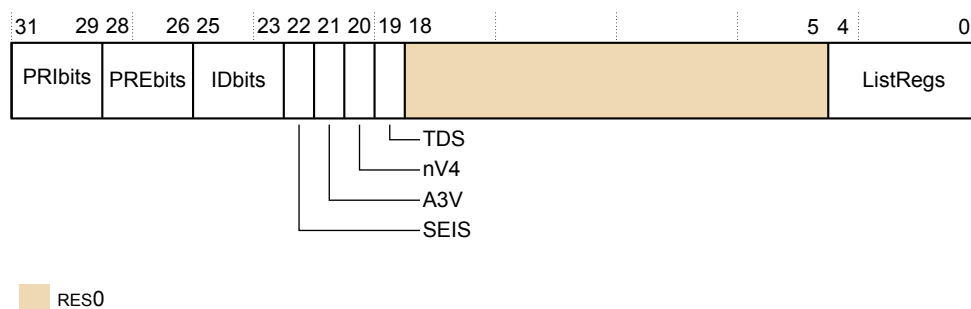 31 29 28 26 25 23 22 21 20 19 18 5 4 0
PRIbits PREbits IDbits ListRegs
TDS
nV4
A3V
SEIS
RES0